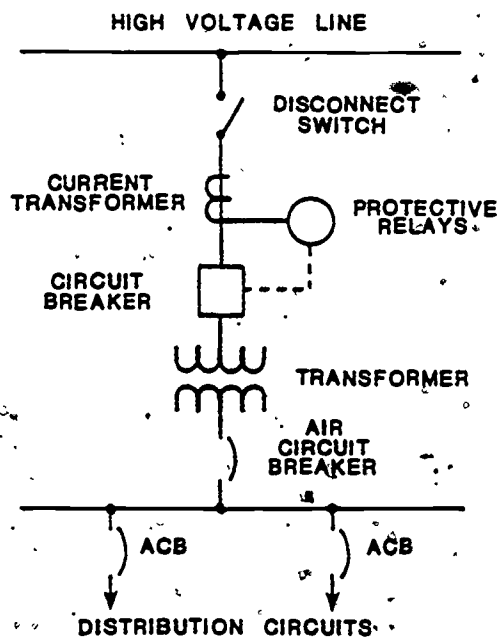 HIGH VOLTAGE LINE
DISCONNECT
SWITCH
CURRENT
TRANSFORMER
PROTECTIVE
RELAYS
CIRCUIT
BREAKER
TRANSFORMER
AIR
CIRCUIT
BREAKER
ACB
ACB
DISTRIBUTION CIRCUITS